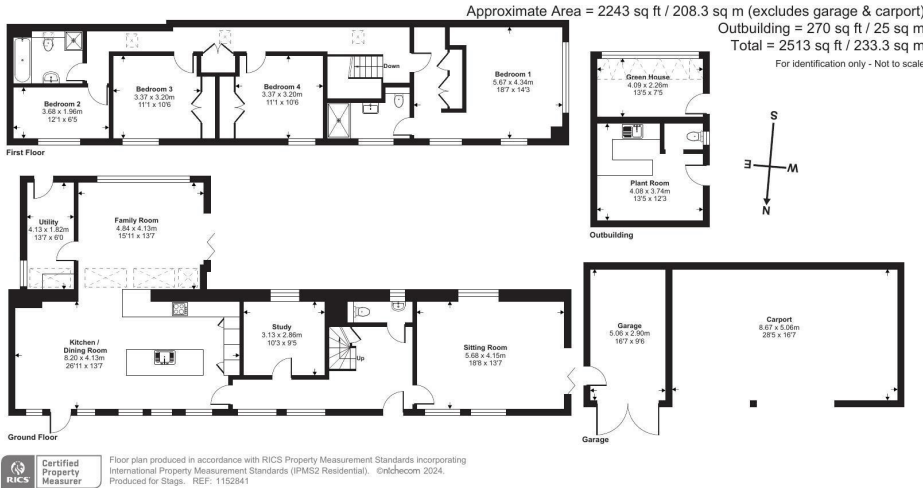 Approximate Area = 2243 sq ft / 208.3 sq m (excludes garage & carport)
Outbuilding = 270 sq ft / 25 sq m
Total = 2513 sq ft / 233.3 sq m
For identification only - Not to scale
Bedroom 2
3.68 x 1.96m
12'1 x 6'5
Bedroom 3
3.37 x 3.20m
11'1 x 10'6
Bedroom 4
3.37 x 3.20m
11'1 x 10'6
Down
Bedroom 1
5.67 x 4.34m
18'7 x 14'3
First Floor
Green House
4.09 x 2.26m
13'5 x 7'5
Plant Room
4.08 x 3.74m
13'5 x 12'3
Outbuilding
S
E
W
N
Utility
4.13 x 1.82m
13'7 x 6'0
Family Room
4.84 x 4.13m
15'11 x 13'7
Kitchen /
Dining Room
8.20 x 4.13m
26'11 x 13'7
Study
3.13 x 2.86m
10'3 x 9'5
Up
Sitting Room
5.68 x 4.15m
18'8 x 13'7
Ground Floor
Garage
5.06 x 2.90m
16'7 x 9'6
Carport
8.67 x 5.06m
28'5 x 16'7
Garage
RICS
Certified
Property
Measurer
Floor plan produced in accordance with RICS Property Measurement Standards incorporating
International Property Measurement Standards (IPMS2 Residential). ©nichecom 2024.
Produced for Stags. REF: 1152841